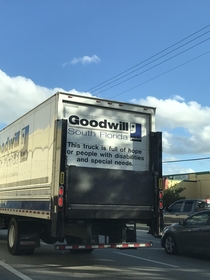 Goodwill
South Florida
This truck is full of hope
for people with disabilities
and special needs.